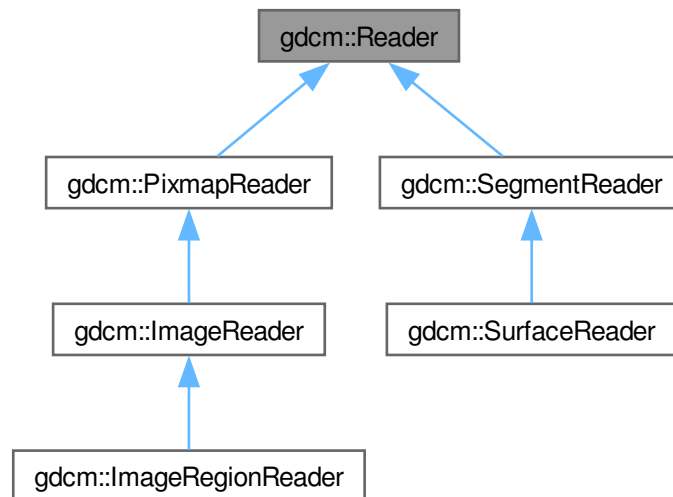 gdcm::Reader
gdcm::PixmapReader
gdcm::SegmentReader
gdcm::ImageReader
gdcm::SurfaceReader
gdcm::ImageRegionReader